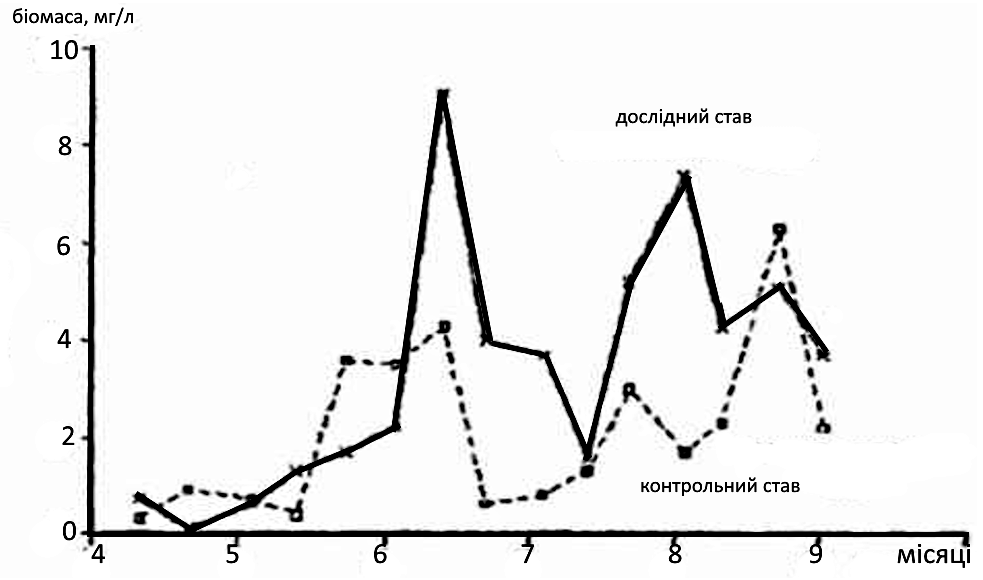 біомаса, мг/л
10
8
6
4
2
0
дослідний став
контрольний став
4 5 6 7 8 9 місяці